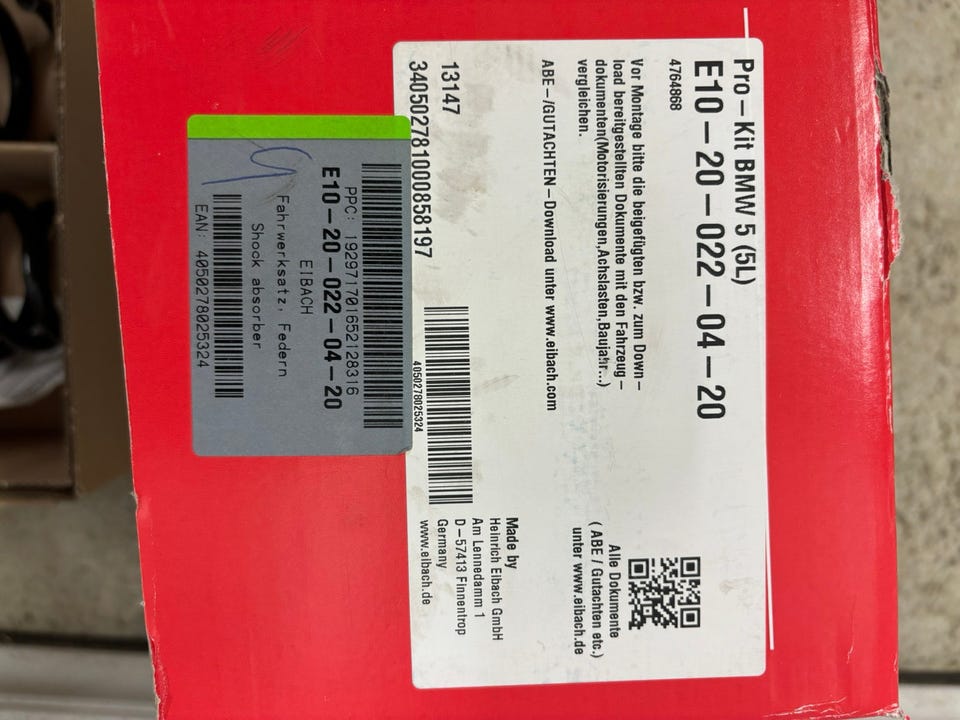 Pro-Kit BMW 5 (5L)
E10-20-022-04-20
4764868
Vor Montage bitte die beigefügten bzw. zum Down-
load bereitgestellten Dokumente mit den Fahrzeug-
dokumenten(Motorisierungen,Achslasten,Baujahr..)
vergleichen.
ABE-/GUTACHTEN-Download unter www.eibach.com
Alle Dokumente
( ABE / Gutachten etc.)
unter www.eibach.de
13147
34050278100085 8197
4050278025324
Made by
Heinrich Eibach GmbH
Am Lennedamm 1
D-57413 Finnentrop
Germany
www.eibach.de
PPC: 192971701652128316
E10-20-022-04-20
EIBACH
Fahrwerksatz, Federn
Shock absorber
EAN: 4050278025324